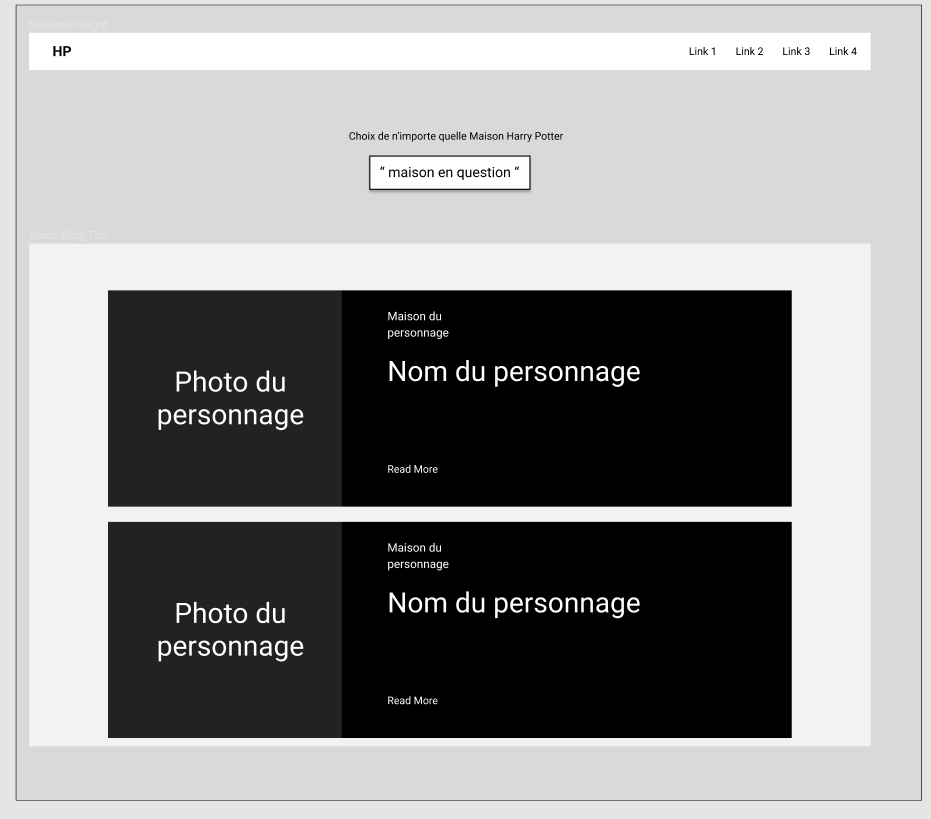 Naviation Right
HP
Link 1 Link 2 Link 3 Link 4
Choix de n'importe quelle Maison Harry Potter
“ maison en question “
Posts Blog Top
Maison du
personnage
Photo du
personnage
Nom du personnage
Read More
Maison du
personnage
Photo du
personnage
Nom du personnage
Read More